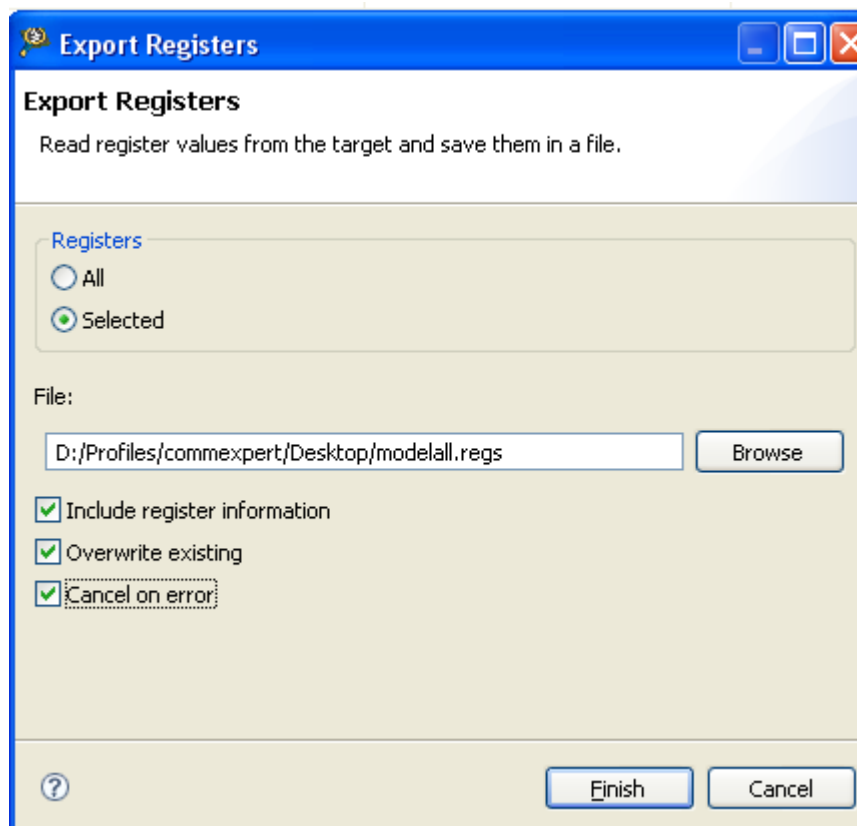 Export Registers
Export Registers
Read register values from the target and save them in a file.
Registers
All
Selected
File:
D:/Profiles/commexpert/Desktop/modelall.regs
Browse
Include register information
Overwrite existing
Cancel on error
?
Finish
Cancel